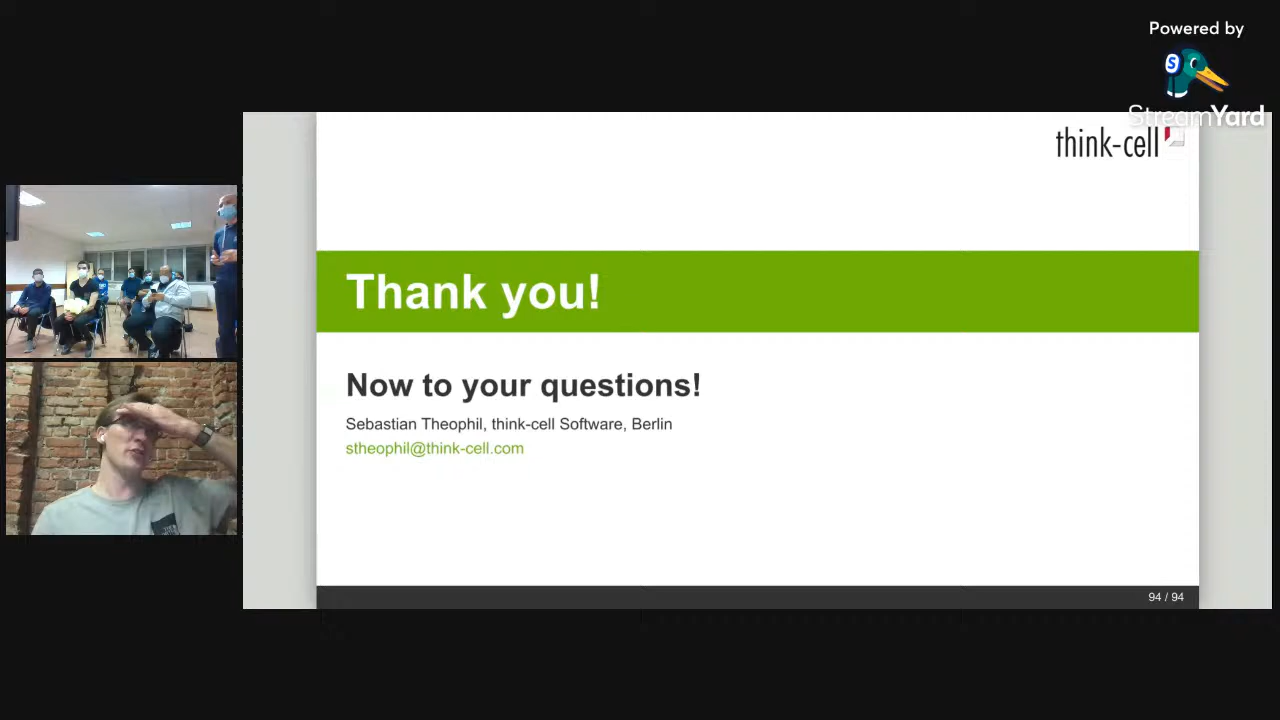 Powered by
S
StreamYard
think-cell
Thank you!
Now to your questions!
Sebastian Theophil, think-cell Software, Berlin
stheophil@think-cell.com
94 / 94